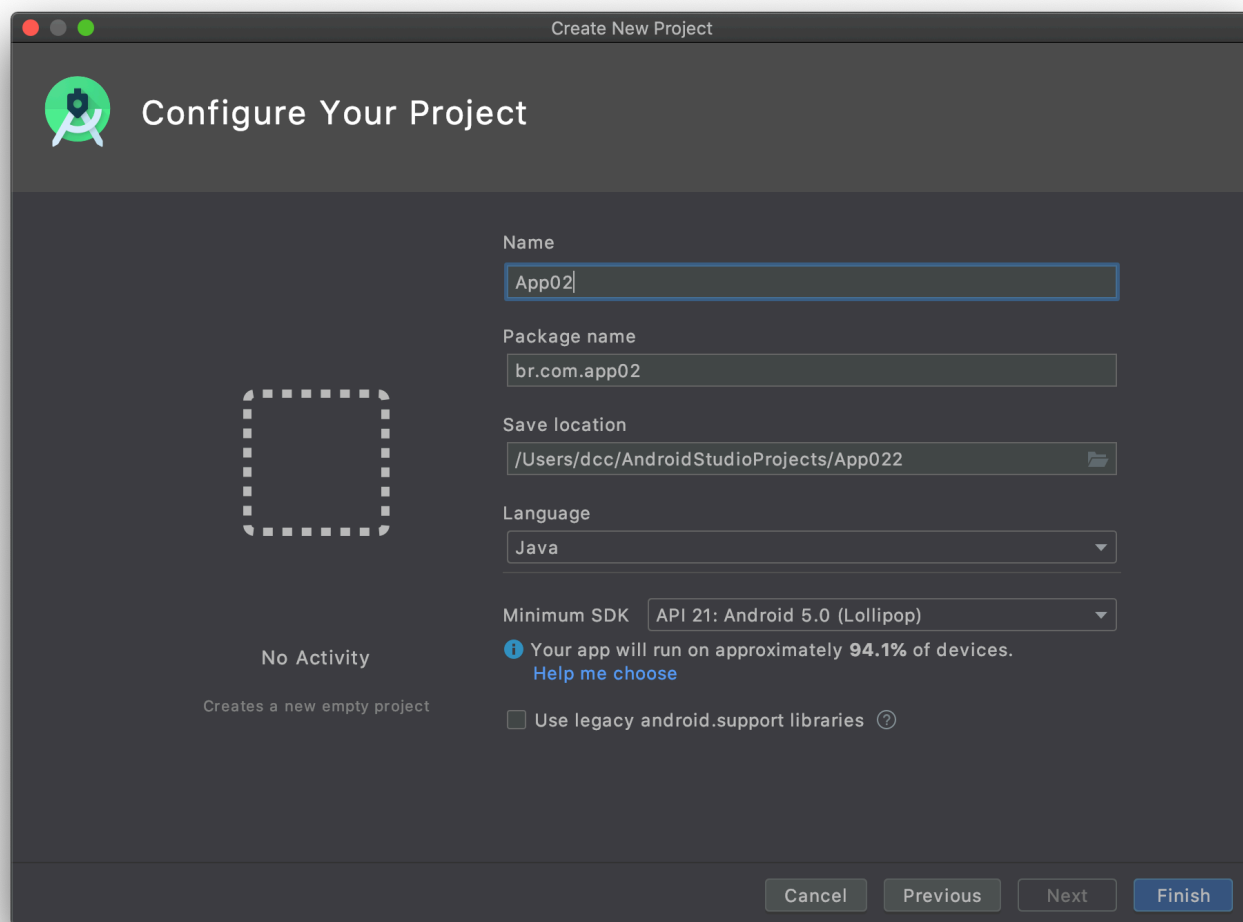 Create New Project
Configure Your Project
Name
App02
Package name
br.com.app02
Save location
/Users/dcc/AndroidStudioProjects/App022
Language
Java
Minimum SDK API 21: Android 5.0 (Lollipop)
Your app will run on approximately 94.1% of devices.
Help me choose
Use legacy android.support libraries ?
No Activity
Creates a new empty project
Cancel Previous Next Finish